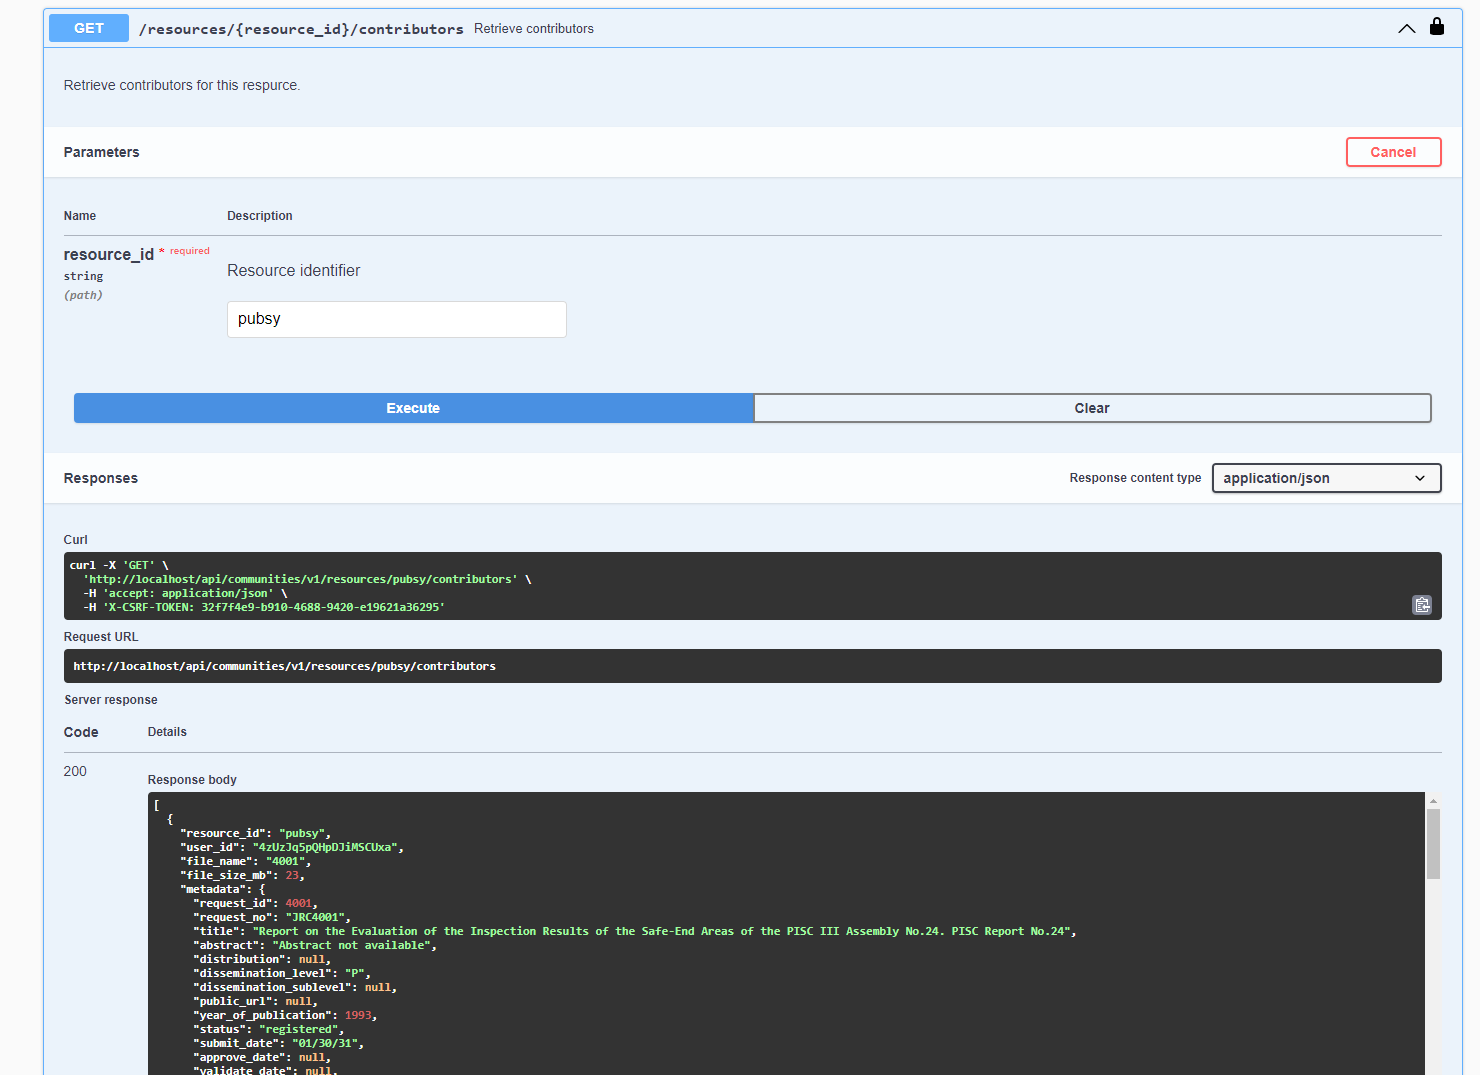 GET /resources/{resource_id}/contributors Retrieve contributors
Retrieve contributors for this respurce.
Parameters
Cancel
Name Description
resource_id * required
string
(path)
Resource identifier
pubsy
Execute Clear
Responses
Response content type application/json
Curl
curl -X 'GET' \
'http://localhost/api/communities/v1/resources/pubsy/contributors' \
-H 'accept: application/json' \
-H 'X-CSRF-TOKEN: 32f7f4e9-b910-4688-9420-e19621a36295'
Request URL
http://localhost/api/communities/v1/resources/pubsy/contributors
Server response
Code Details
200
Response body
[
{
"resource_id": "pubsy",
"user_id": "4zUzJq5pQHpDJiMSCUxa",
"file_name": "4001",
"file_size_mb": 23,
"metadata": {
"request_id": 4001,
"request_no": "JRC4001",
"title": "Report on the Evaluation of the Inspection Results of the Safe-End Areas of the PISC III Assembly No.24. PISC Report No.24",
"abstract": "Abstract not available",
"distribution": null,
"dissemination_level": "P",
"dissemination_sublevel": null,
"public_url": null,
"year_of_publication": 1993,
"status": "registered",
"submit_date": "01/30/31",
"approve_date": null,
"validate_date": null,